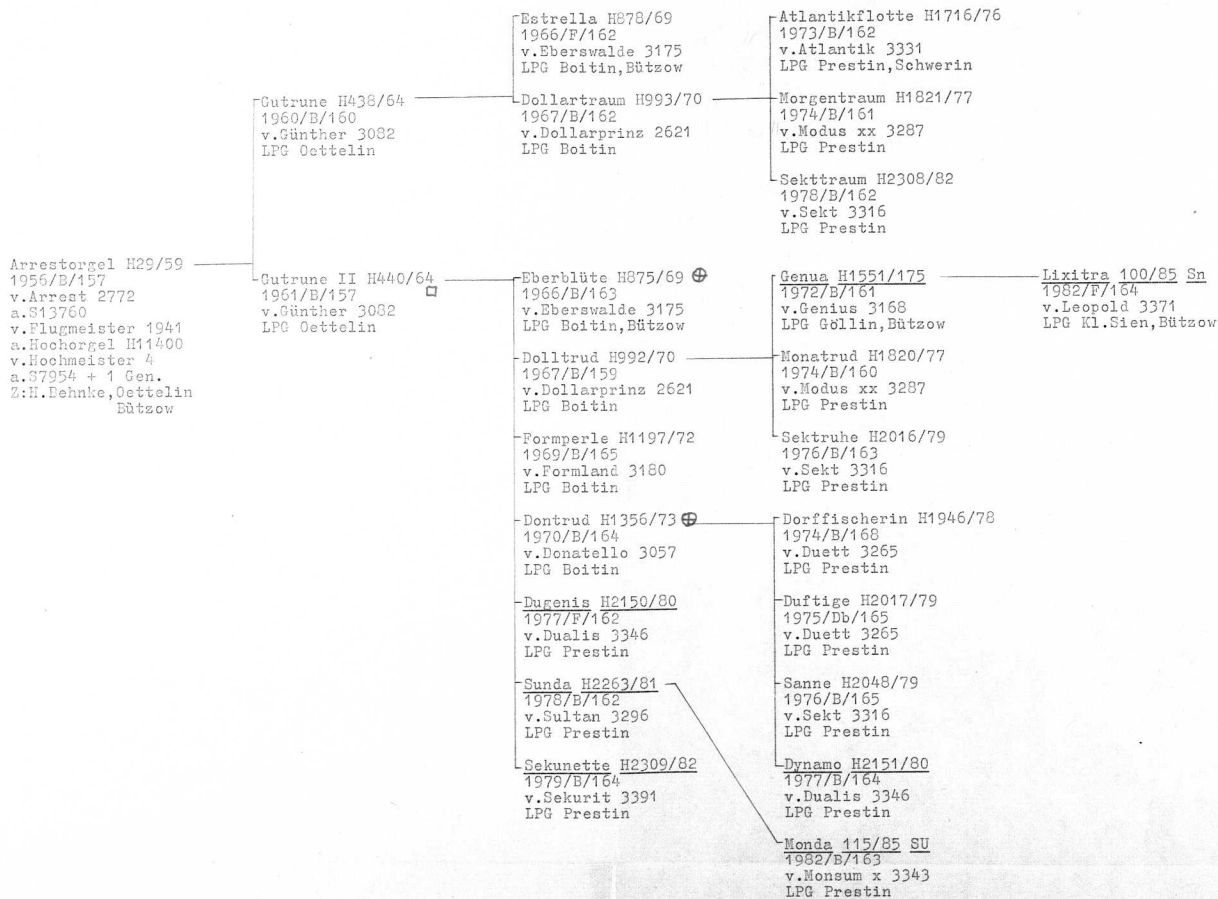 Arrestorgel H29/59
1956/B/157
v.Arrest 2772
a.S13760
v.Flugmeister 1941
a.Hochorgel H11400
v.Hochmeister 4
a.S7954 + 1 Gen.
Z:H.Behnke,Oettelin
Bützow
Gutrune H438/64
1960/B/160
v.Günther 3082
LPG Oettelin
Gutrune II H440/64
1961/B/157
v.Günther 3082
LPG Oettelin
Estrella H878/69
1966/F/162
v.Eberswalde 3175
LPG Boitin,Bützow
Dollartraum H993/70
1967/B/162
v.Dollarprinz 2621
LPG Boitin
Eberblüte H875/69
1966/B/163
v.Eberswalde 3175
LPG Boitin,Bützow
Dolltrud H992/70
1967/B/159
v.Dollarprinz 2621
LPG Boitin
Formperle H1197/72
1969/B/165
v.Formland 3180
LPG Boitin
Dontrud H1356/73
1970/B/164
v.Donatello 3057
LPG Boitin
Dugenis H2150/80
1977/F/162
v.Dualis 3346
LPG Prestin
Sunda H2263/81
1978/B/162
v.Sultan 3296
LPG Prestin
Sekunette H2309/82
1979/B/164
v.Sekurit 3391
LPG Prestin
Atlantikflotte H1716/76
1973/B/162
v.Atlantik 3331
LPG Prestin,Schwerin
Morgentraum H1821/77
1974/B/161
v.Modus xx 3287
LPG Prestin
Sekttraum H2308/82
1978/B/162
v.Sekt 3316
LPG Prestin
Genua H1551/175
1972/B/161
v.Genius 3168
LPG Göllin,Bützow
Monatrud H1820/77
1974/B/160
v.Modus xx 3287
LPG Prestin
Sektruhe H2016/79
1976/B/163
v.Sekt 3316
LPG Prestin
Dorffischerin H1946/78
1974/B/168
v.Duett 3265
LPG Prestin
Duftige H2017/79
1975/Db/165
v.Duett 3265
LPG Prestin
Sanne H2048/79
1976/B/165
v.Sekt 3316
LPG Prestin
Dynamo H2151/80
1977/B/164
v.Dualis 3346
LPG Prestin
Monda 115/85 SU
1982/B/163
v.Monsum x 3343
LPG Prestin
Lixitra 100/85 Sn
1982/F/164
v.Leopold 3371
LPG Kl.Sien,Bützow